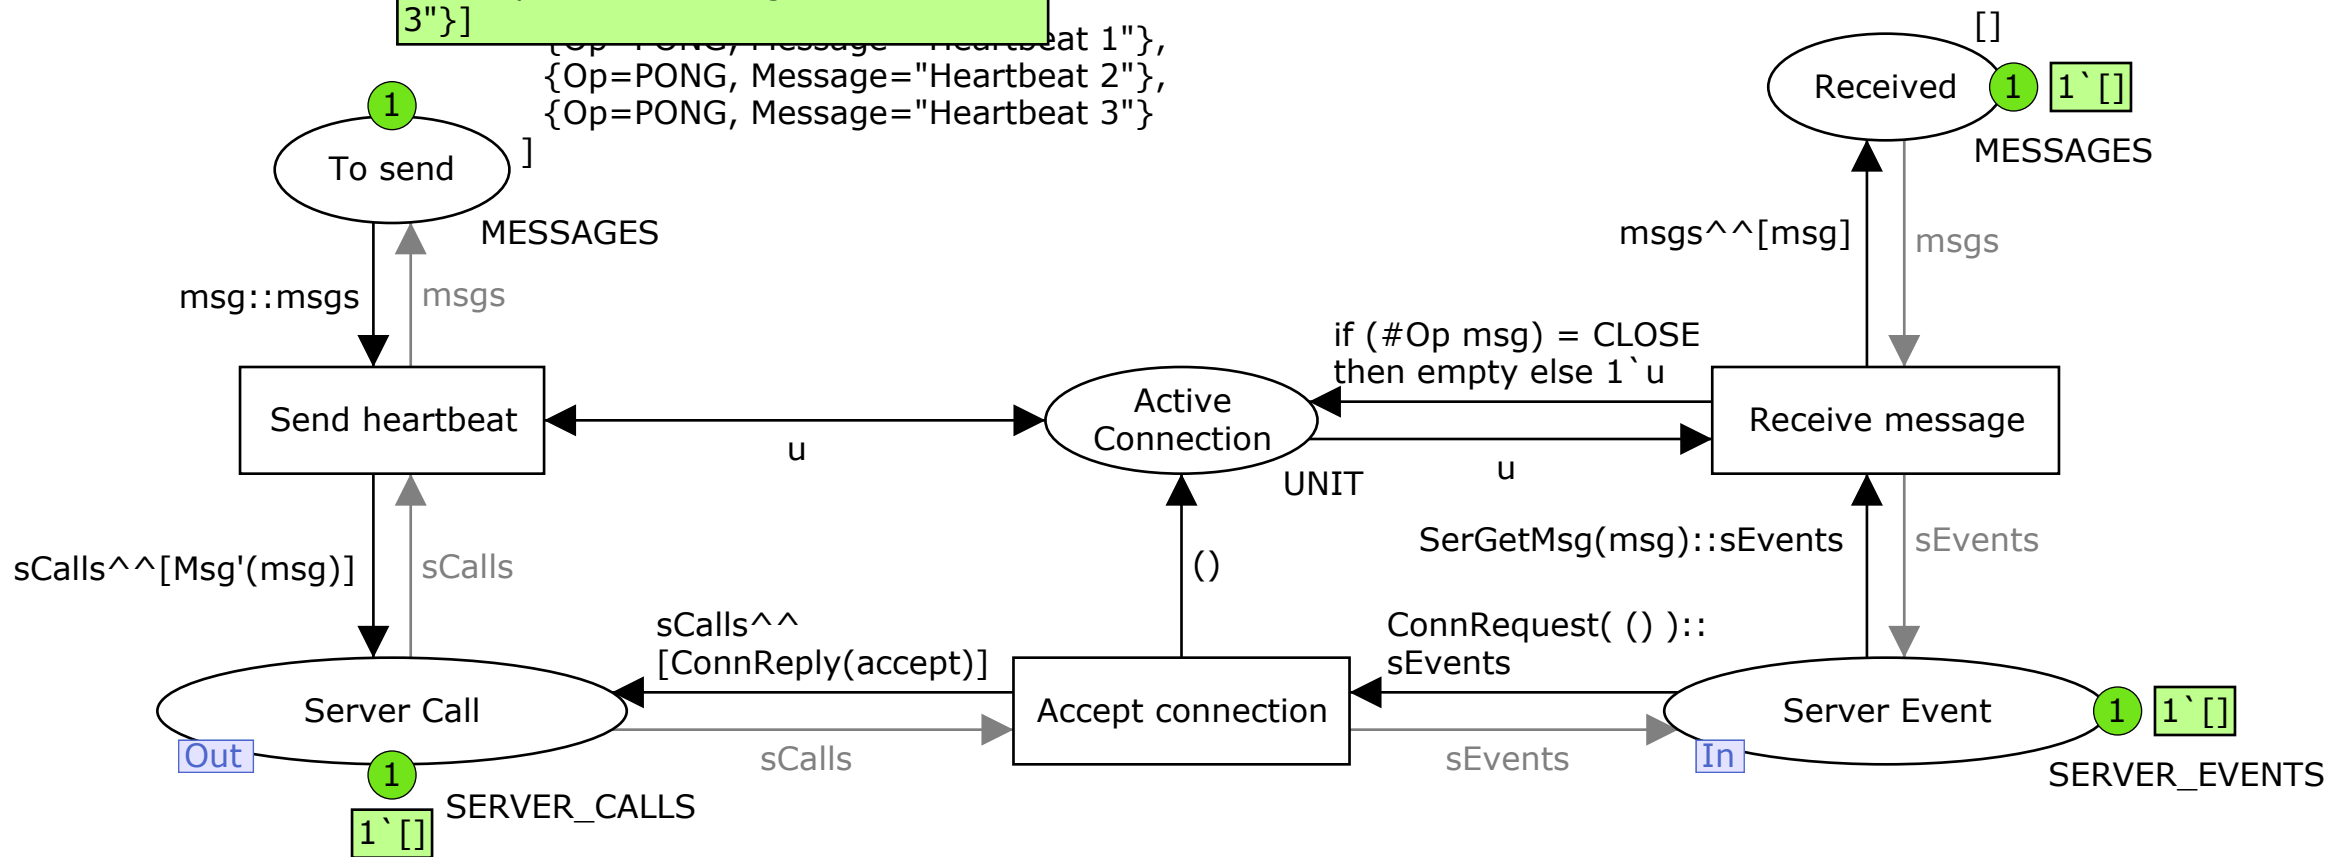 3"}]
1"},
{Op=PONG, Message="Heartbeat 2"},
{Op=PONG, Message="Heartbeat 3"}
]
1
To send
MESSAGES
[]
Received
1
1`[]
MESSAGES
msg::msgs
msgs
msgs^^[msg]
msgs
if (#Op msg) = CLOSE
then empty else 1`u
Send heartbeat
u
Active
Connection
UNIT
u
Receive message
sCalls^^[Msg'(msg)]
sCalls
()
SerGetMsg(msg)::sEvents
sEvents
sCalls^^
[ConnReply(accept)]
ConnRequest( () )::
sEvents
Server Call
Out
1
SERVER_CALLS
1`[]
sCalls
Accept connection
sEvents
Server Event
In
1
1`[]
SERVER_EVENTS